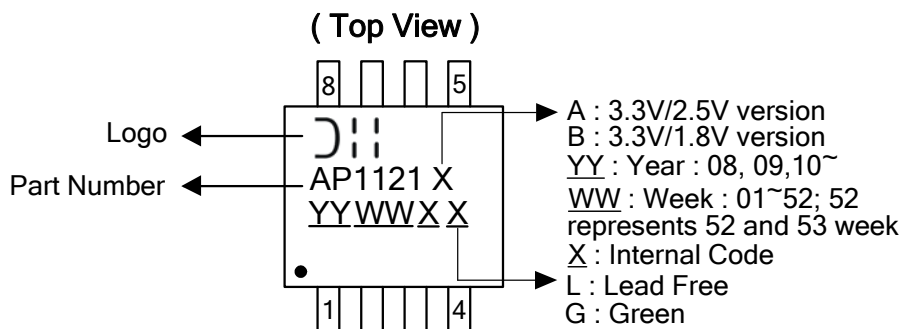 ( Top View )
8 5
Logo
Part Number
AP1121 X
YY WW X X
1 4
A : 3.3V/2.5V version
B : 3.3V/1.8V version
YY : Year : 08, 09,10~
WW : Week : 01~52; 52
represents 52 and 53 week
X : Internal Code
L : Lead Free
G : Green